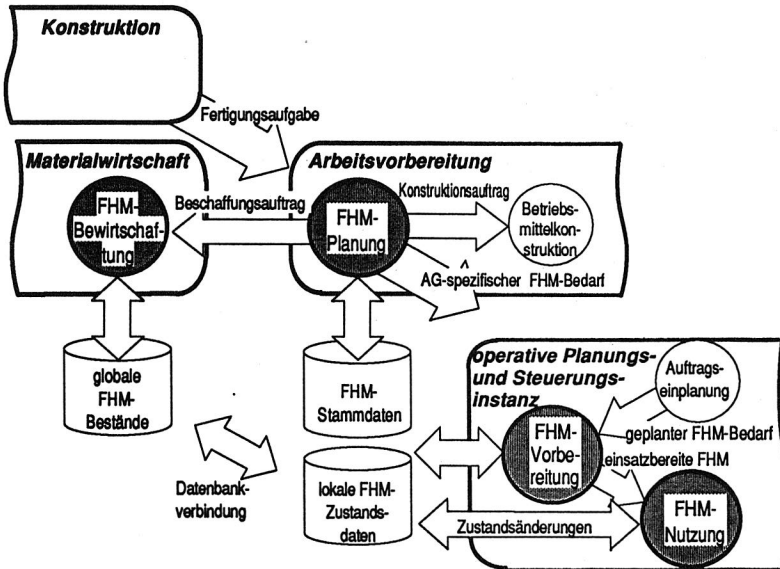 Konstruktion
Fertigungsaufgabe
Materialwirtschaft
FHM-
Bewirtschaf-
tung
Beschaffungsauftrag
Arbeitsvorbereitung
FHM-
Planung
Konstruktionsauftrag
Betriebs-
mittelkon-
struktion
AG-spezifischer FHM-Bedarf
globale
FHM-
Bestände
FHM-
Stammdaten
Datenbank-
verbindung
lokale FHM-
Zustands-
daten
operative Planungs-
und Steuerungs-
instanz
Auftrags-
einplanung
FHM-
Vorbe-
reitung
geplanter FHM-Bedarf
einsatzbereite FHM
Zustandsänderungen
FHM-
Nutzung